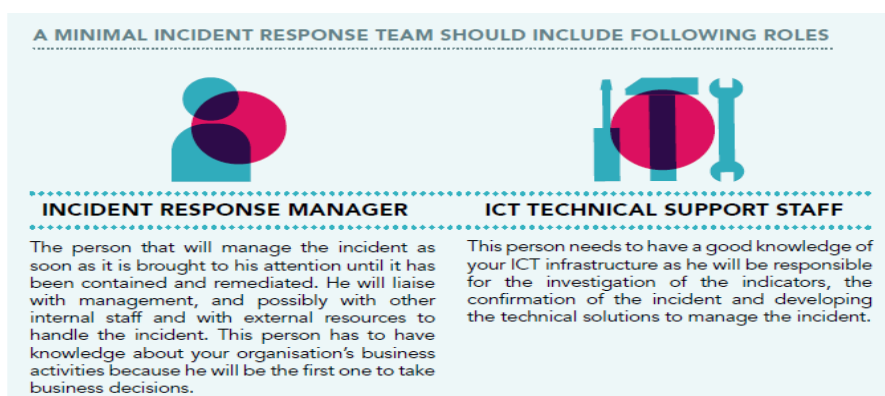 A MINIMAL INCIDENT RESPONSE TEAM SHOULD INCLUDE FOLLOWING ROLES
INCIDENT RESPONSE MANAGER
The person that will manage the incident as
soon as it is brought to his attention until it has
been contained and remediated. He will liaise
with management, and possibly with other
internal staff and with external resources to
handle the incident. This person has to have
knowledge about your organisation's business
activities because he will be the first one to take
business decisions.
ICT TECHNICAL SUPPORT STAFF
This person needs to have a good knowledge of
your ICT infrastructure as he will be responsible
for the investigation of the indicators, the
confirmation of the incident and developing
the technical solutions to manage the incident.